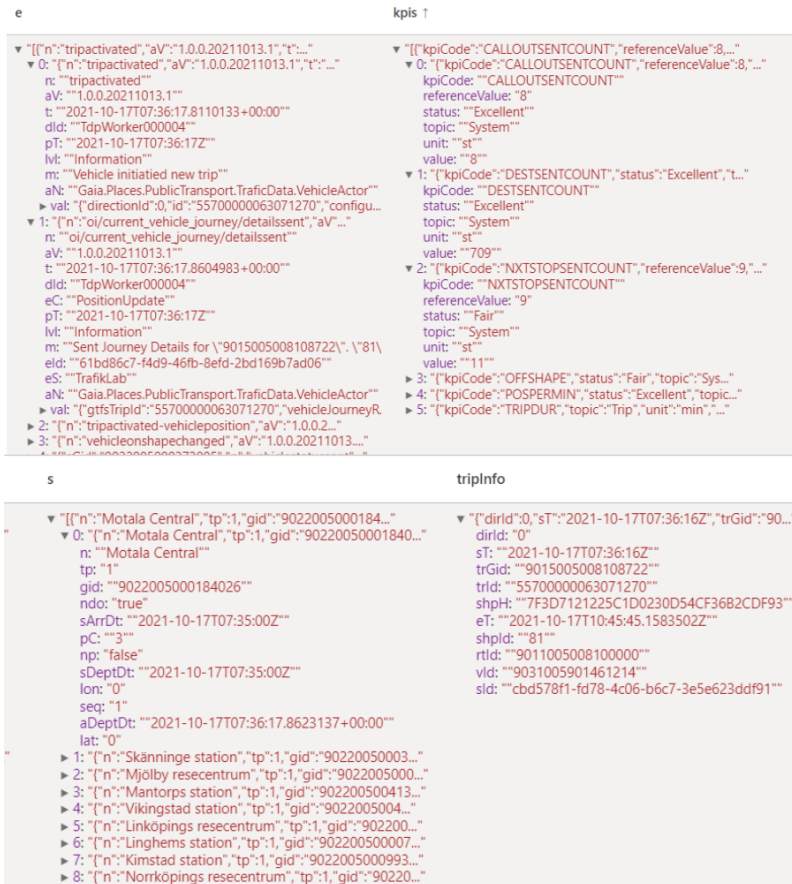 e
▼ "[{"n":"tripactivated","aV":"1.0.0.20211013.1","t":..."
▼ 0: "{"n":"tripactivated","aV":"1.0.0.20211013.1","t":"..."
n: ""tripactivated""
aV: ""1.0.0.20211013.1""
t: ""2021-10-17T07:36:17.8110133+00:00""
dId: ""TdpWorker000004""
pT: ""2021-10-17T07:36:17Z""
lvl: ""Information""
m: ""Vehicle initiatied new trip""
aN: ""Gaia.Places.PublicTransport.TraficData.VehicleActor""
▶ val: "{"directionId":0,"id":"55700000063071270","configu...
▼ 1: "{"n":"oi/current_vehicle_journey/detailssent","aV"..."
n: ""oi/current_vehicle_journey/detailssent""
aV: ""1.0.0.20211013.1""
t: ""2021-10-17T07:36:17.8604983+00:00""
dId: ""TdpWorker000004""
eC: ""PositionUpdate""
pT: ""2021-10-17T07:36:17Z""
lvl: ""Information""
m: ""Sent Journey Details for \"9015005008108722\". \"81\
eId: ""61bd86c7-f4d9-46fb-8efd-2bd169b7ad06""
eS: ""TrafikLab""
aN: ""Gaia.Places.PublicTransport.TraficData.VehicleActor""
▶ val: "{"gtfsTripId":"55700000063071270","vehicleJourneyR.
▶ 2: "{"n":"tripactivated-vehicleposition","aV":"1.0.0.2..."
▶ 3: "{"n":"vehicleonshapechanged","aV":"1.0.0.20211013...."
kpis ↑
▼ "[{"kpiCode":"CALLOUTSENTCOUNT","referenceValue":8,..."
▼ 0: "{"kpiCode":"CALLOUTSENTCOUNT","referenceValue":8,"..."
kpiCode: ""CALLOUTSENTCOUNT""
referenceValue: "8"
status: ""Excellent""
topic: ""System""
unit: ""st""
value: ""8""
▼ 1: "{"kpiCode":"DESTSENTCOUNT","status":"Excellent","t...
kpiCode: ""DESTSENTCOUNT""
status: ""Excellent""
topic: ""System""
unit: ""st""
value: ""709""
▼ 2: "{"kpiCode":"NXTSTOPSENTCOUNT","referenceValue":9,..."
kpiCode: ""NXTSTOPSENTCOUNT""
referenceValue: "9"
status: ""Fair""
topic: ""System""
unit: ""st""
value: ""11""
▶ 3: "{"kpiCode":"OFFSHAPE","status":"Fair","topic":"Sys..."
▶ 4: "{"kpiCode":"POSPERMIN","status":"Excellent","topic...
▶ 5: "{"kpiCode":"TRIPDUR","topic":"Trip","unit":"min",..."
s
▼ "[{"n":"Motala Central","tp":1,"gid":"9022005000184..."
▼ 0: "{"n":"Motala Central","tp":1,"gid":"90220050001840..."
n: ""Motala Central""
tp: "1"
gid: ""9022005000184026""
ndo: "true"
sArrDt: ""2021-10-17T07:35:00Z""
pC: ""3""
np: "false"
sDeptDt: ""2021-10-17T07:35:00Z""
lon: "0"
seq: "1"
aDeptDt: ""2021-10-17T07:36:17.8623137+00:00""
lat: "0"
▶ 1: "{"n":"Skänninge station","tp":1,"gid":"90220050003..."
▶ 2: "{"n":"Mjölby resecentrum","tp":1,"gid":"9022005000..."
▶ 3: "{"n":"Mantorps station","tp":1,"gid":"902200500413..."
▶ 4: "{"n":"Vikingstad station","tp":1,"gid":"9022005004..."
▶ 5: "{"n":"Linköpings resecentrum","tp":1,"gid":"902200..."
▶ 6: "{"n":"Linghems station","tp":1,"gid":"902200500007..."
▶ 7: "{"n":"Kimstad station","tp":1,"gid":"9022005000993..."
▶ 8: "{"n":"Norrköpings resecentrum","tp":1,"gid":"90220..."
tripInfo
▼ "{"dirId":0,"sT":"2021-10-17T07:36:16Z","trGid":"90..."
dirId: "0"
sT: ""2021-10-17T07:36:16Z""
trGid: ""9015005008108722""
trId: ""55700000063071270""
shpH: ""7F3D7121225C1D0230D54CF36B2CDF93""
eT: ""2021-10-17T10:45:45.1583502Z""
shpId: ""81""
rtId: ""9011005008100000""
vId: ""9031005901461214""
sId: ""cbd578f1-fd78-4c06-b6c7-3e5e623ddf91""